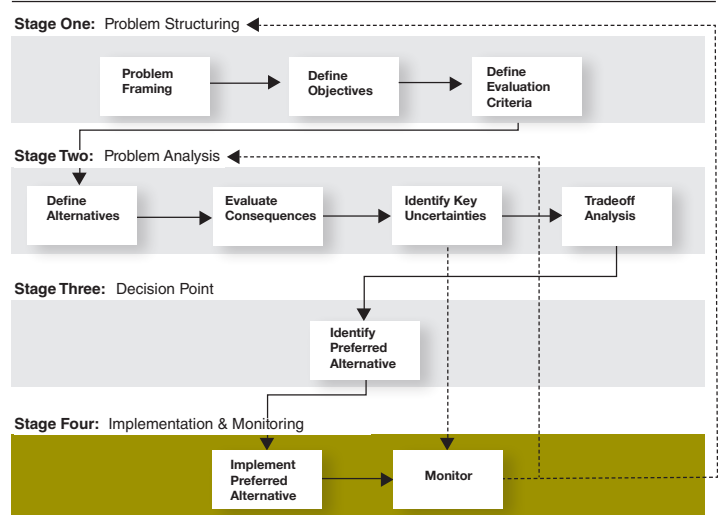 Stage One: Problem Structuring
Problem
Framing
Define
Objectives
Define
Evaluation
Criteria
Stage Two: Problem Analysis
Define
Alternatives
Evaluate
Consequences
Identify Key
Uncertainties
Tradeoff
Analysis
Stage Three: Decision Point
Identify
Preferred
Alternative
Stage Four: Implementation & Monitoring
Implement
Preferred
Alternative
Monitor